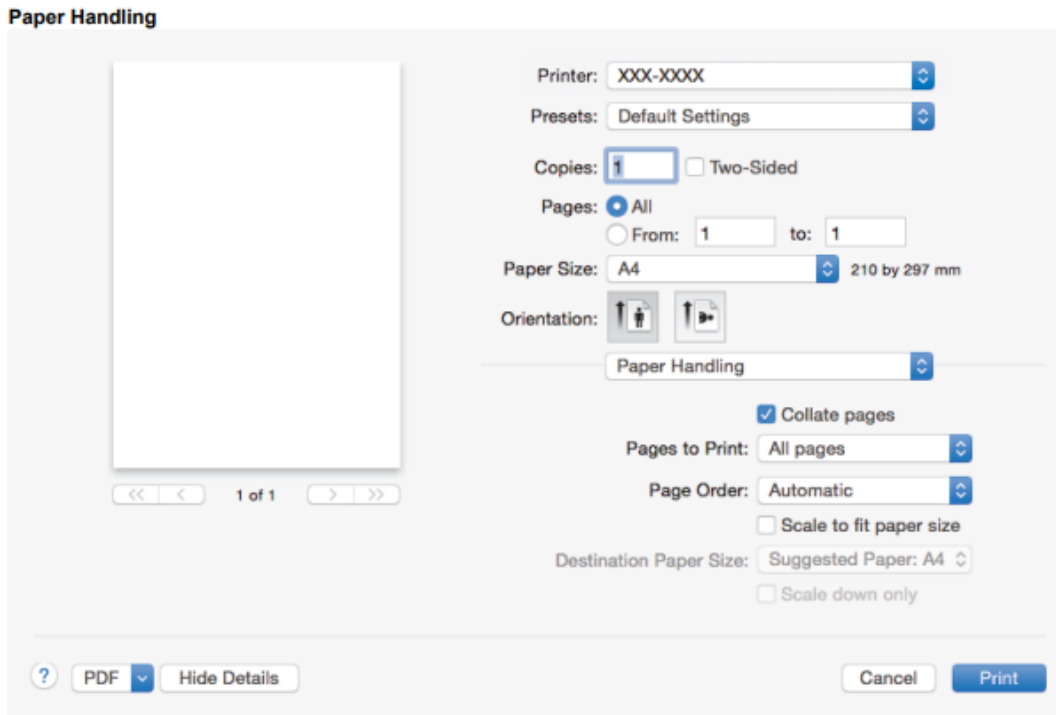 Paper Handling
Printer: XXX-XXXX
Presets: Default Settings
Copies: 1 Two-Sided
Pages: All
From: 1 to: 1
Paper Size: A4 210 by 297 mm
Orientation:
Paper Handling
Collate pages
Pages to Print: All pages
<< < 1 of 1 > >>
Page Order: Automatic
Scale to fit paper size
Destination Paper Size: Suggested Paper: A4
Scale down only
? PDF Hide Details Cancel Print